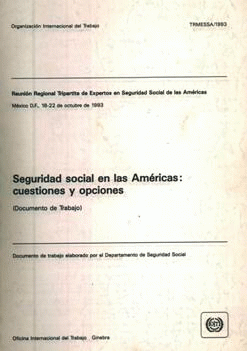 Organización Internacional del Trabajo TRMESSA/1993
Reunión Regional Tripartita de Expertos en Seguridad Social de las Américas
México D.F., 18-22 de octubre de 1993
Seguridad social en las Américas:
cuestiones y opciones
(Documento de Trabajo)
Documento de trabajo elaborado por el Departamento de Seguridad Social
Oficina Internacional del Trabajo Ginebra